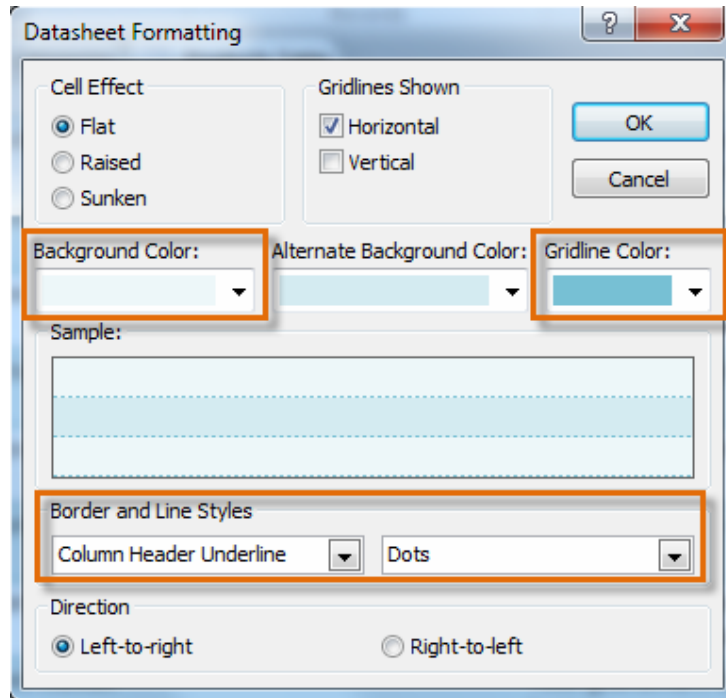 Datasheet Formatting
?
Cell Effect
Flat
Raised
Sunken
Gridlines Shown
Horizontal
Vertical
OK
Cancel
Background Color:
Alternate Background Color:
Gridline Color:
Sample:
Border and Line Styles
Column Header Underline
Dots
Direction
Left-to-right
Right-to-left